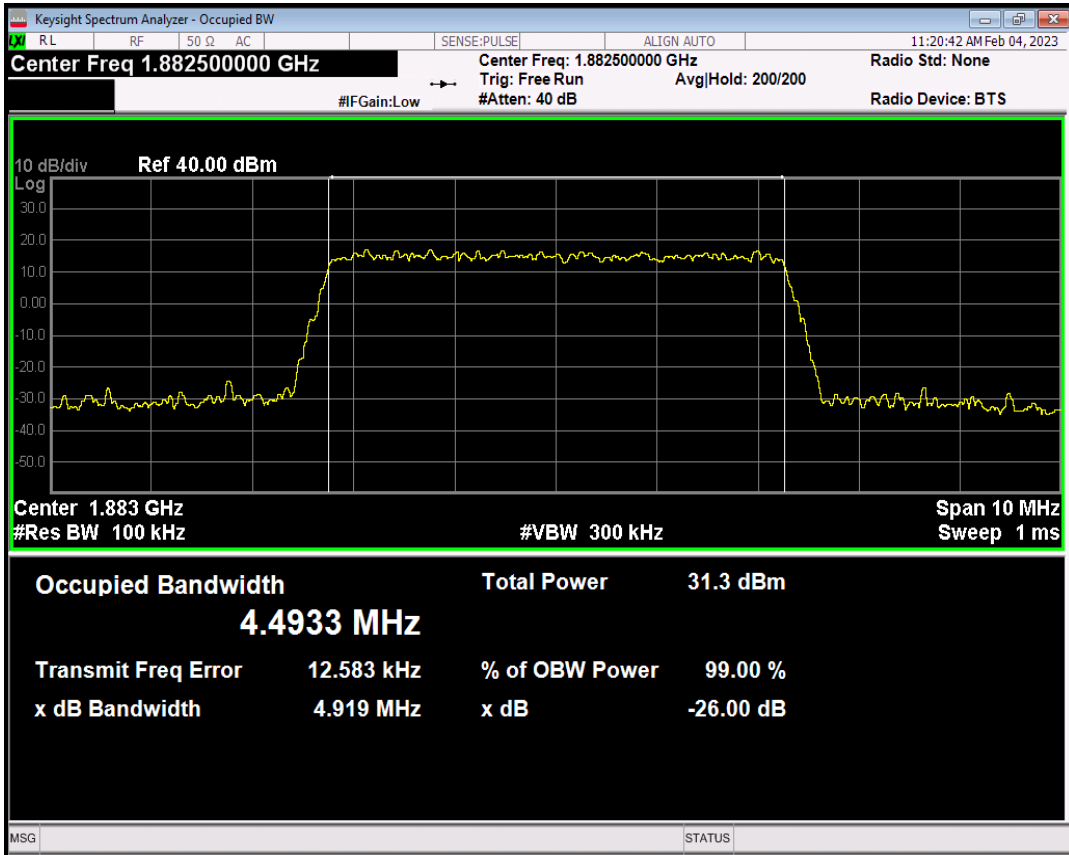 Keysight Spectrum Analyzer - Occupied BW
LXI RL RF 50 Ω AC SENSE:PULSE ALIGN AUTO 11:20:42 AM Feb 04, 2023
Center Freq 1.882500000 GHz Center Freq: 1.882500000 GHz Radio Std: None
Trig: Free Run Avg|Hold: 200/200
#IFGain:Low #Atten: 40 dB Radio Device: BTS
10 dB/div Ref 40.00 dBm
Log
30.0
20.0
10.0
0.00
-10.0
-20.0
-30.0
-40.0
-50.0
Center 1.883 GHz Span 10 MHz
#Res BW 100 kHz #VBW 300 kHz Sweep 1 ms
Occupied Bandwidth Total Power 31.3 dBm
4.4933 MHz
Transmit Freq Error 12.583 kHz % of OBW Power 99.00 %
x dB Bandwidth 4.919 MHz x dB -26.00 dB
MSG STATUS